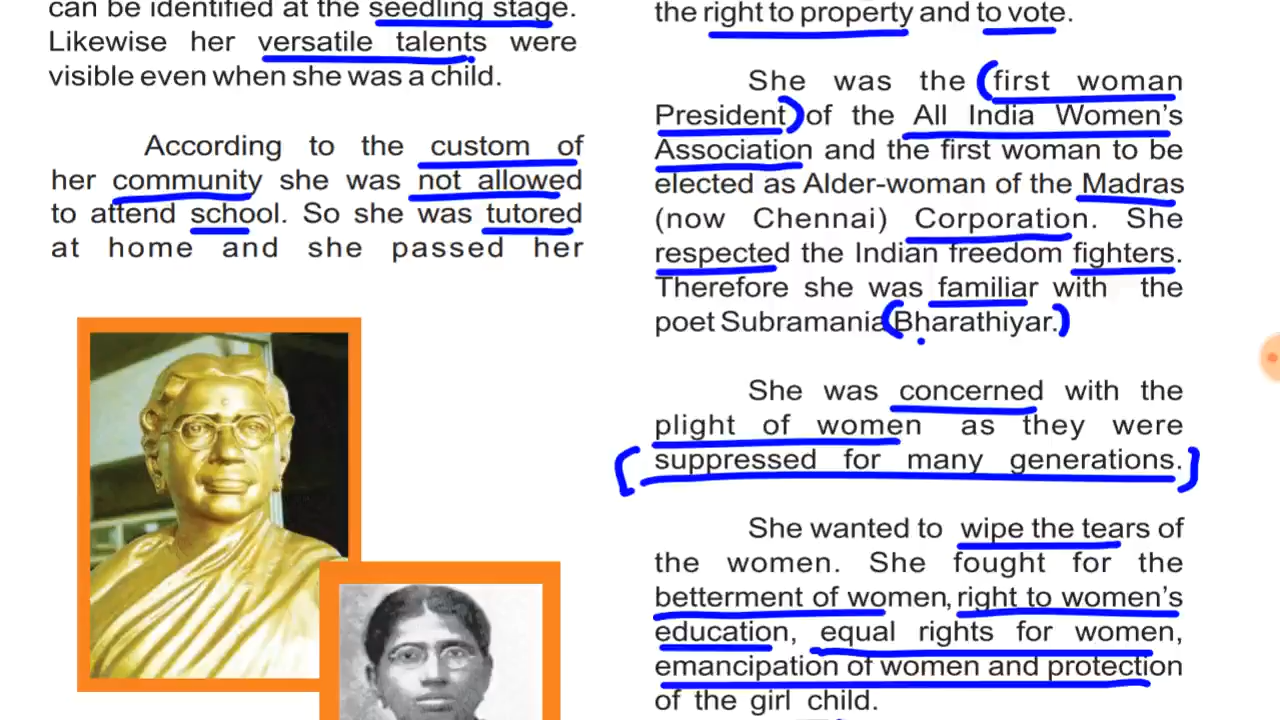 can be identified at the seedling stage.
Likewise her versatile talents were
visible even when she was a child.
According to the custom of
her community she was not allowed
to attend school. So she was tutored
at home and she passed her
the right to property and to vote.
She was the first woman
President of the All India Women's
Association and the first woman to be
elected as Alder-woman of the Madras
(now Chennai) Corporation. She
respected the Indian freedom fighters.
Therefore she was familiar with the
poet Subramania Bharathiyar.
She was concerned with the
plight of women as they were
suppressed for many generations.
She wanted to wipe the tears of
the women. She fought for the
betterment of women, right to women's
education, equal rights for women,
emancipation of women and protection
of the girl child.